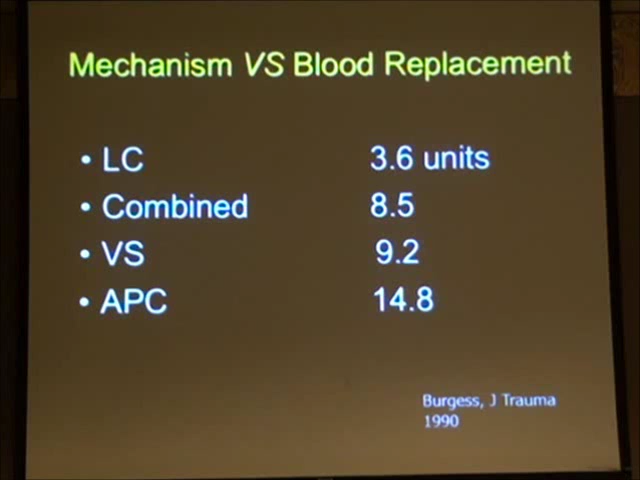 Mechanism VS Blood Replacement
• LC 3.6 units
• Combined 8.5
• VS 9.2
• APC 14.8
Burgess, J Trauma
1990